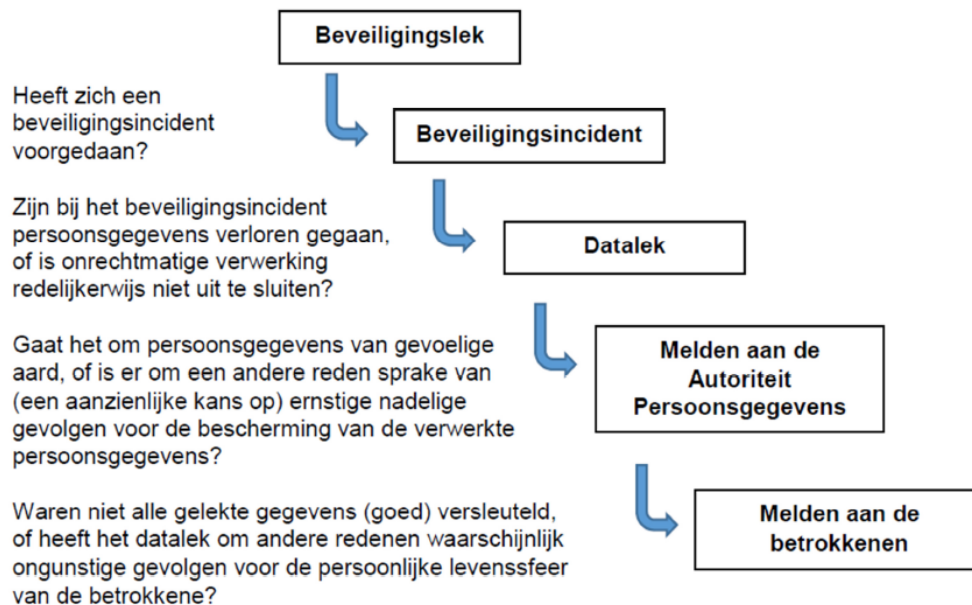 Beveiligingslek
Heeft zich een
beveiligingsincident
voorgedaan?
Beveiligingsincident
Zijn bij het beveiligingsincident
persoonsgegevens verloren gegaan,
of is onrechtmatige verwerking
redelijkerwijs niet uit te sluiten?
Datalek
Gaat het om persoonsgegevens van gevoelige
aard, of is er om een andere reden sprake van
(een aanzienlijke kans op) ernstige nadelige
gevolgen voor de bescherming van de verwerkte
persoonsgegevens?
Melden aan de
Autoriteit
Persoonsgegevens
Waren niet alle gelekte gegevens (goed) versleuteld,
of heeft het datalek om andere redenen waarschijnlijk
ongunstige gevolgen voor de persoonlijke levenssfeer
van de betrokkene?
Melden aan de
betrokkenen